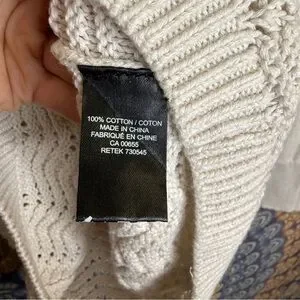 100% COTTON / COTON
MADE IN CHINA
FABRIQUÉ EN CHINE
CA 00655
RETEK 730545